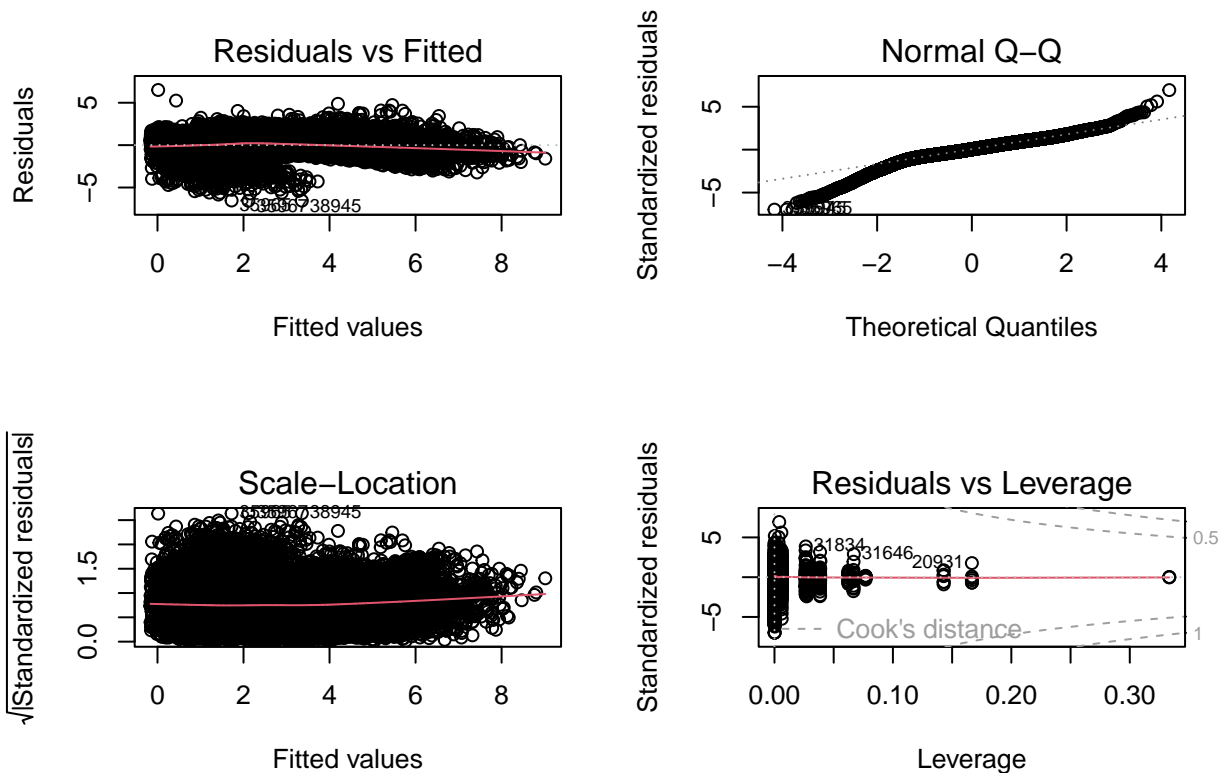 Residuals vs Fitted
Residuals
5
0
−5
38945
0 2 4 6 8
Fitted values
Normal Q−Q
Standardized residuals
5
−5
−4 −2 0 2 4
Theoretical Quantiles
Scale−Location
√|Standardized residuals|
1.5
0.0
38945
0 2 4 6 8
Fitted values
Residuals vs Leverage
Standardized residuals
5
−5
31834
31646
20931
0.5
1
Cook's distance
0.00 0.10 0.20 0.30
Leverage